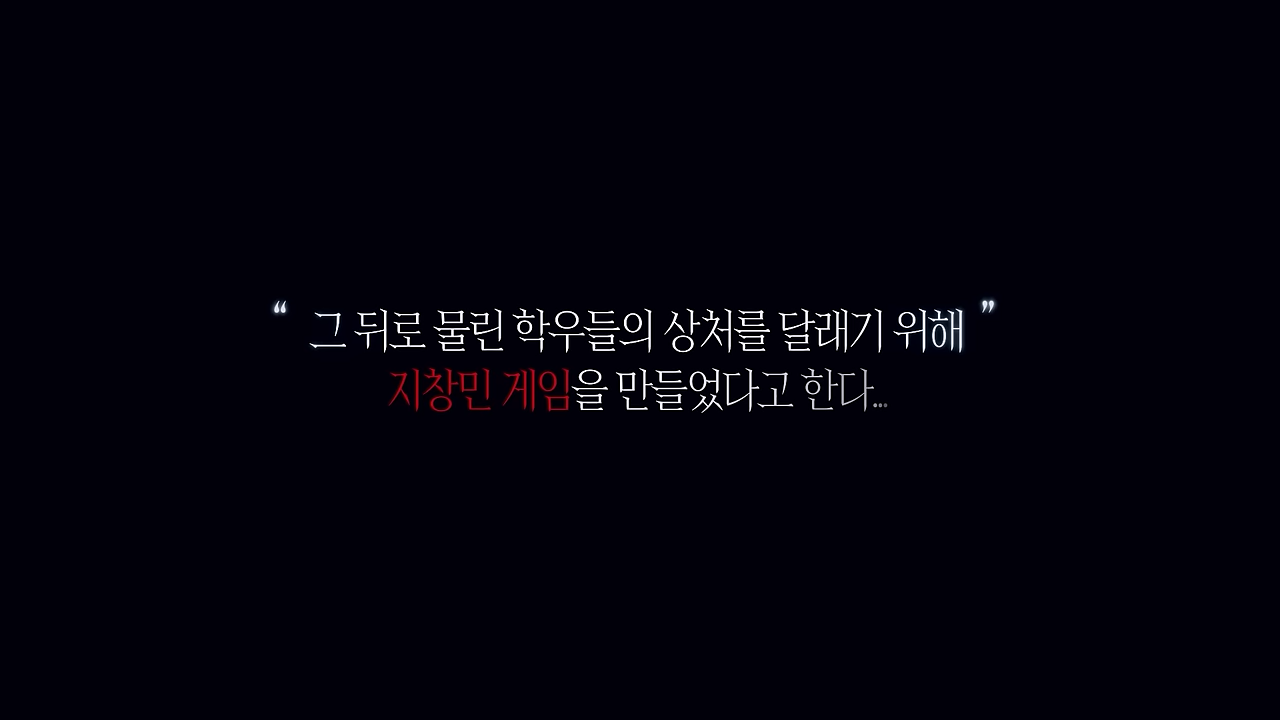 “ 그 뒤로 물린 학우들의 상처를 달래기 위해 ”
지창민 게임을 만들었다고 한다...